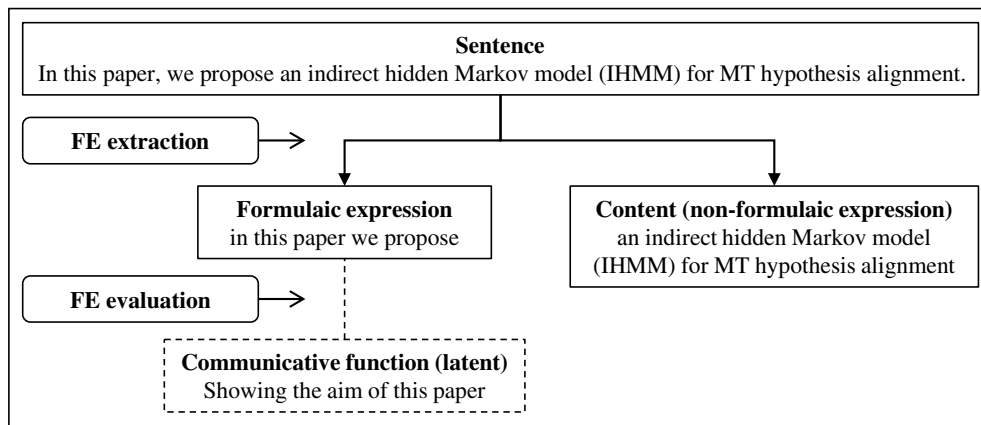 Sentence
In this paper, we propose an indirect hidden Markov model (IHMM) for MT hypothesis alignment.
FE extraction
Formulaic expression
in this paper we propose
Content (non-formulaic expression)
an indirect hidden Markov model
(IHMM) for MT hypothesis alignment
FE evaluation
Communicative function (latent)
Showing the aim of this paper